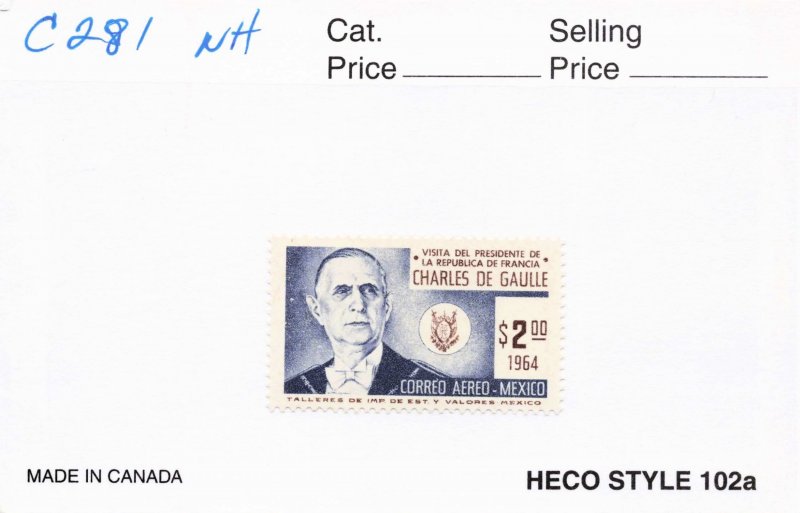 C281 NH
Cat. Selling
Price Price
VISITA DEL PRESIDENTE DE
LA REPUBLICA DE FRANCIA
CHARLES DE GAULLE
$2.00
1964
CORREO AEREO - MEXICO
TALLERES DE IMP. DE EST. Y VALORES MEXICO
MADE IN CANADA HECO STYLE 102a